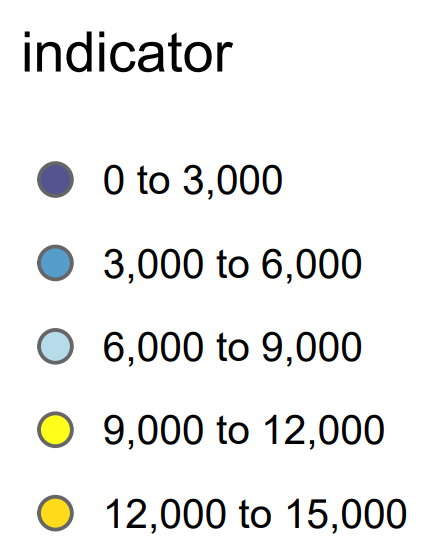 indicator
0 to 3,000
3,000 to 6,000
6,000 to 9,000
9,000 to 12,000
12,000 to 15,000